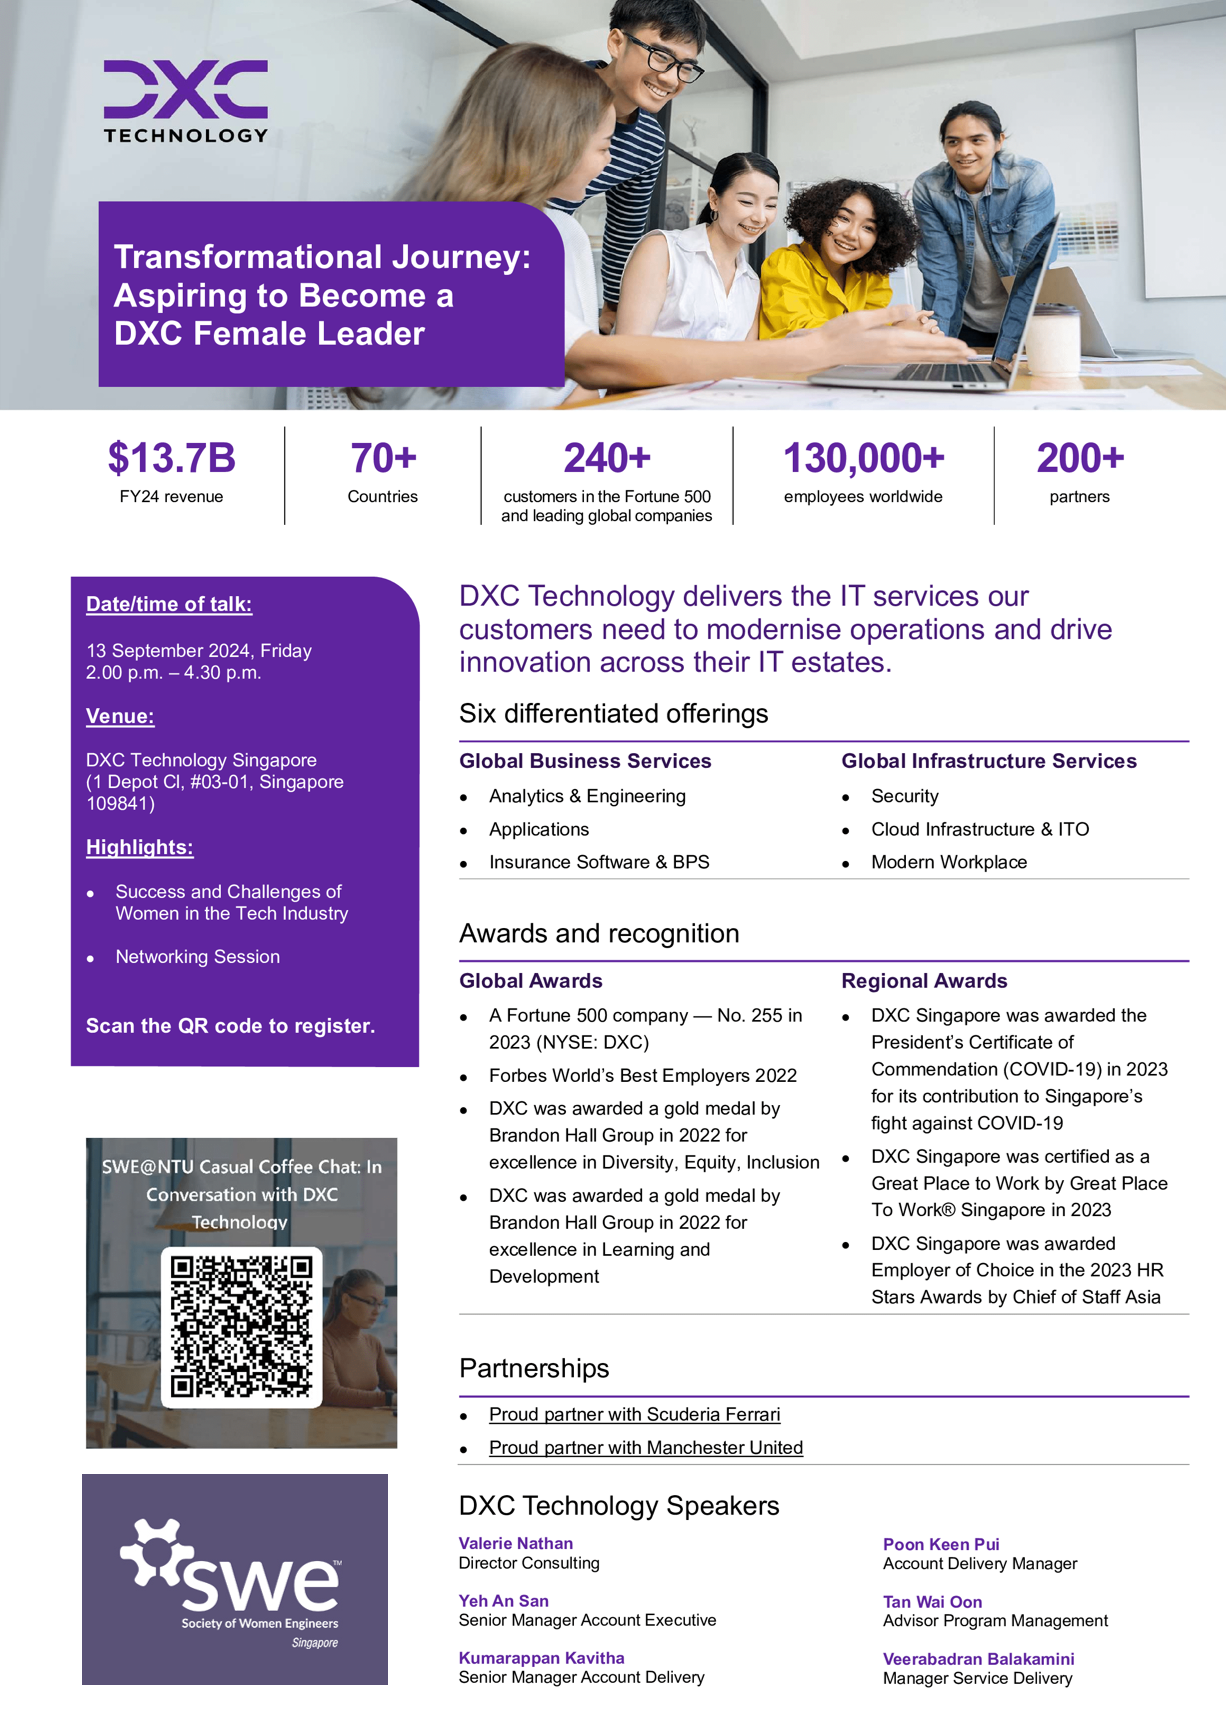 DXC
TECHNOLOGY
Transformational Journey:
Aspiring to Become a
DXC Female Leader
$13.7B
FY24 revenue
70+
Countries
240+
customers in the Fortune 500
and leading global companies
130,000+
employees worldwide
200+
partners
Date/time of talk:
13 September 2024, Friday
2.00 p.m. – 4.30 p.m.
Venue:
DXC Technology Singapore
(1 Depot Cl, #03-01, Singapore
109841)
Highlights:
• Success and Challenges of
Women in the Tech Industry
• Networking Session
Scan the QR code to register.
SWE@NTU Casual Coffee Chat: In
Conversation with DXC
Technology
swe™
Society of Women Engineers
Singapore
DXC Technology delivers the IT services our
customers need to modernise operations and drive
innovation across their IT estates.
Six differentiated offerings
Global Business Services
• Analytics & Engineering
• Applications
• Insurance Software & BPS
Global Infrastructure Services
• Security
• Cloud Infrastructure & ITO
• Modern Workplace
Awards and recognition
Global Awards
• A Fortune 500 company — No. 255 in
2023 (NYSE: DXC)
• Forbes World’s Best Employers 2022
• DXC was awarded a gold medal by
Brandon Hall Group in 2022 for
excellence in Diversity, Equity, Inclusion
• DXC was awarded a gold medal by
Brandon Hall Group in 2022 for
excellence in Learning and
Development
Regional Awards
• DXC Singapore was awarded the
President’s Certificate of
Commendation (COVID-19) in 2023
for its contribution to Singapore’s
fight against COVID-19
• DXC Singapore was certified as a
Great Place to Work by Great Place
To Work® Singapore in 2023
• DXC Singapore was awarded
Employer of Choice in the 2023 HR
Stars Awards by Chief of Staff Asia
Partnerships
• Proud partner with Scuderia Ferrari
• Proud partner with Manchester United
DXC Technology Speakers
Valerie Nathan
Director Consulting
Yeh An San
Senior Manager Account Executive
Kumarappan Kavitha
Senior Manager Account Delivery
Poon Keen Pui
Account Delivery Manager
Tan Wai Oon
Advisor Program Management
Veerabadran Balakamini
Manager Service Delivery